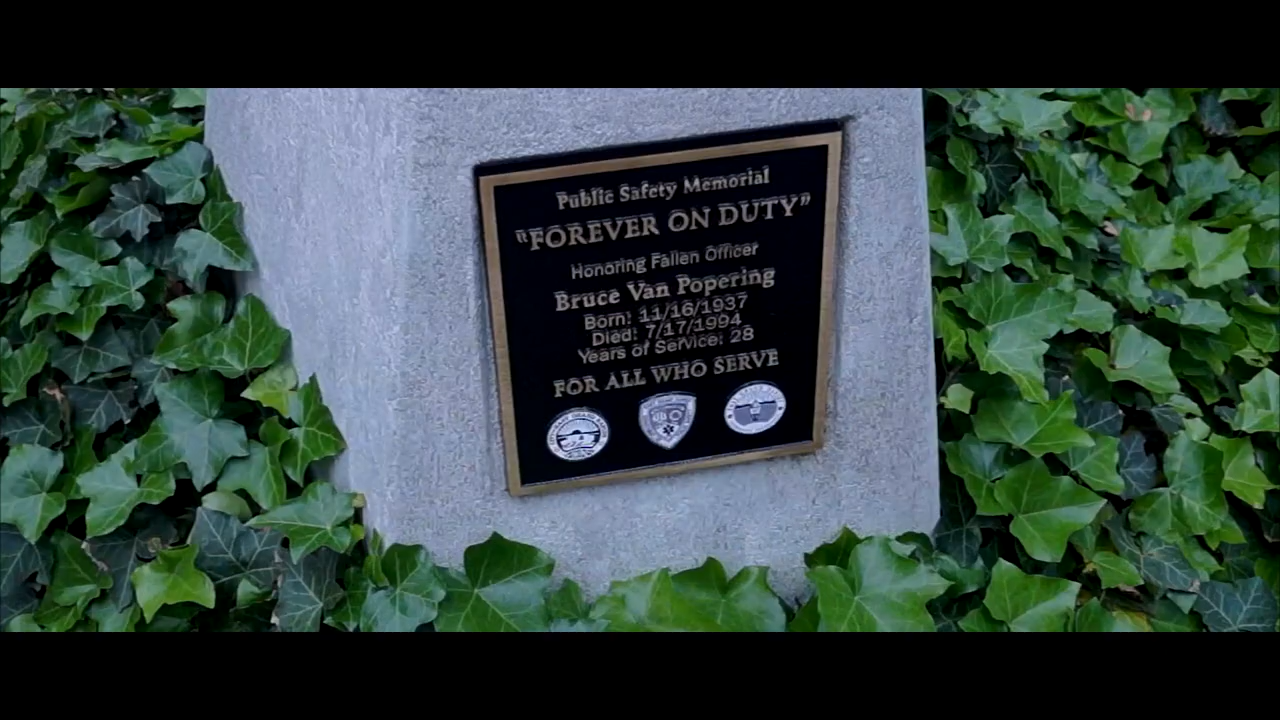 Public Safety Memorial
"FOREVER ON DUTY"
Honoring Fallen Officer
Bruce Van Popering
Born: 11/16/1937
Died: 7/17/1994
Years of Service: 28
FOR ALL WHO SERVE